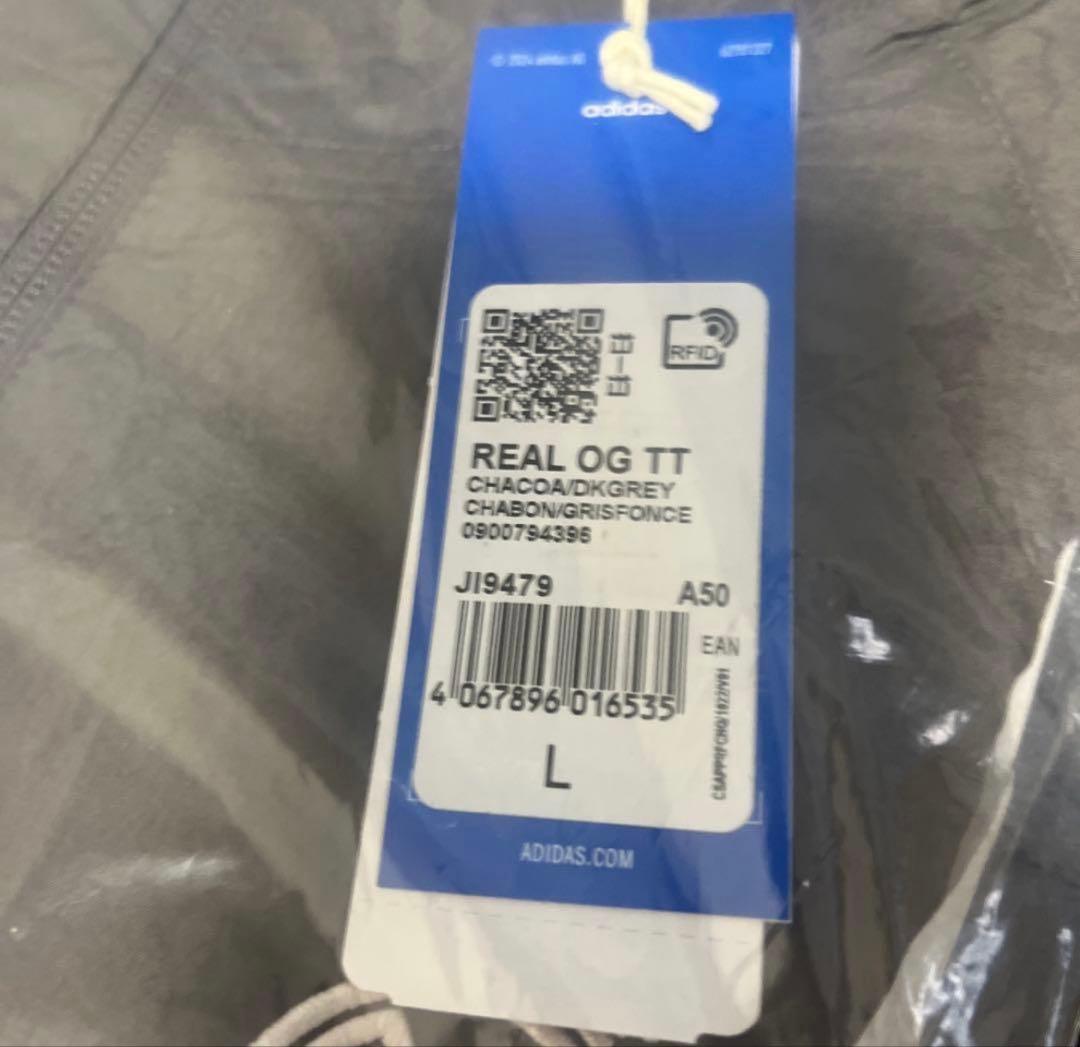 adidas
RFID
REAL OG TT
CHACOA/DKGREY
CHABON/GRISFONCE
0900794396
JI9479 A50
EAN
4 067896 016535
L
ADIDAS.COM